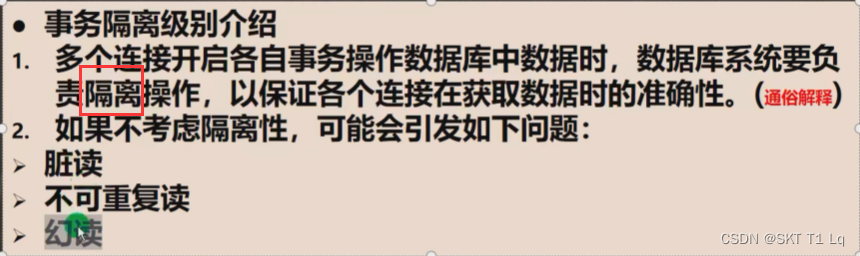 ● 事务隔离级别介绍
1. 多个连接开启各自事务操作数据库中数据时，数据库系统要负
责隔离操作，以保证各个连接在获取数据时的准确性。(通俗解释)
2. 如果不考虑隔离性，可能会引发如下问题：
➢ 脏读
➢ 不可重复读
➢ 幻读
CSDN @SKT T1 Lq